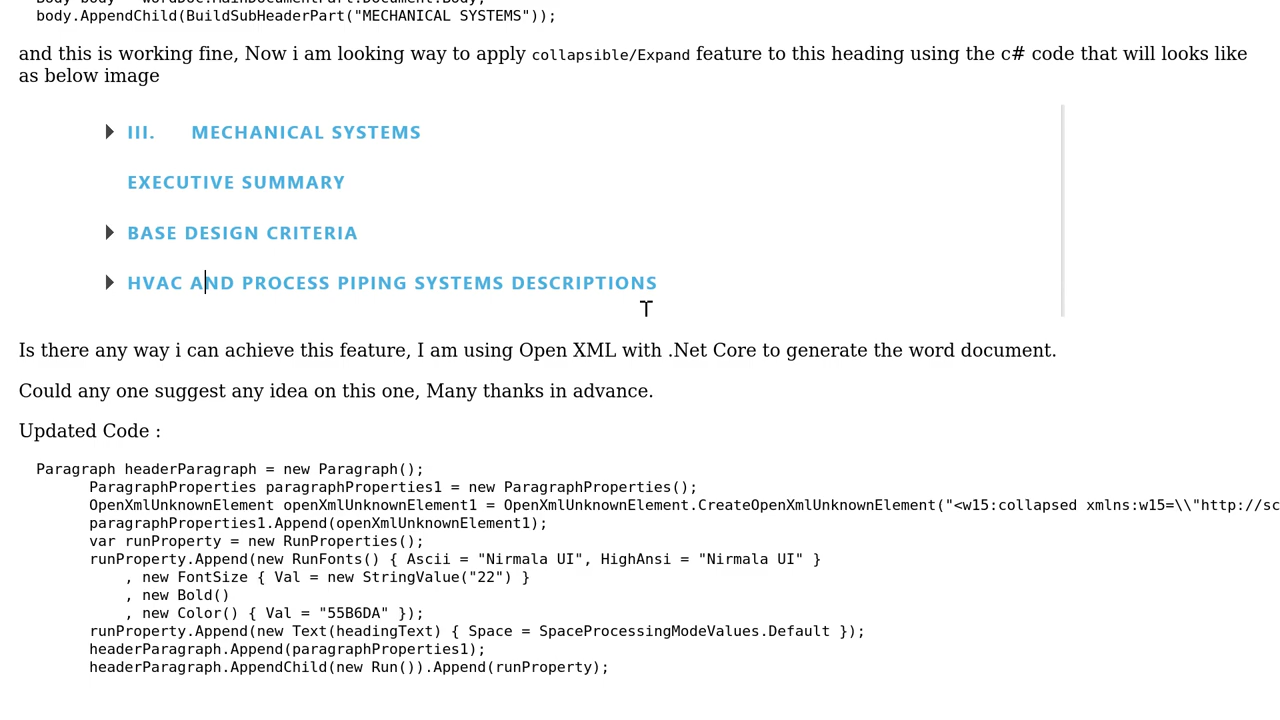 body.AppendChild(BuildSubHeaderPart("MECHANICAL SYSTEMS"));
and this is working fine, Now i am looking way to apply collapsible/Expand feature to this heading using the c# code that will looks like
as below image
III. MECHANICAL SYSTEMS
EXECUTIVE SUMMARY
BASE DESIGN CRITERIA
HVAC AND PROCESS PIPING SYSTEMS DESCRIPTIONS
Is there any way i can achieve this feature, I am using Open XML with .Net Core to generate the word document.
Could any one suggest any idea on this one, Many thanks in advance.
Updated Code :
Paragraph headerParagraph = new Paragraph();
ParagraphProperties paragraphProperties1 = new ParagraphProperties();
OpenXmlUnknownElement openXmlUnknownElement1 = OpenXmlUnknownElement.CreateOpenXmlUnknownElement("<w15:collapsed xmlns:w15=\\"http://sc
paragraphProperties1.Append(openXmlUnknownElement1);
var runProperty = new RunProperties();
runProperty.Append(new RunFonts() { Ascii = "Nirmala UI", HighAnsi = "Nirmala UI" }
, new FontSize { Val = new StringValue("22") }
, new Bold()
, new Color() { Val = "55B6DA" });
runProperty.Append(new Text(headingText) { Space = SpaceProcessingModeValues.Default });
headerParagraph.Append(paragraphProperties1);
headerParagraph.AppendChild(new Run()).Append(runProperty);